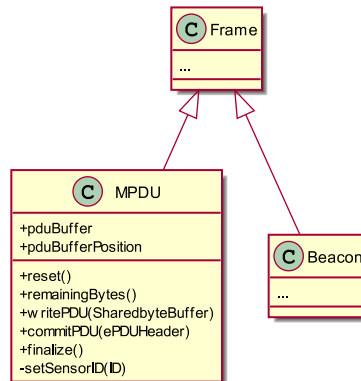 C Frame
...
C MPDU
+pduBuffer
+pduBufferPosition
+reset()
+remainingBytes()
+writePDU(SharedbyteBuffer)
+commitPDU(ePDUHeader)
+finalize()
-setSensorID(ID)
C Beacon
...